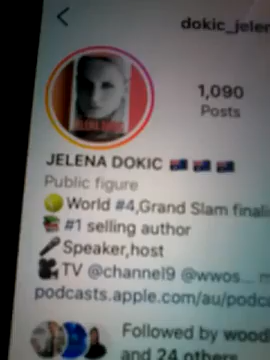 dokic_jelen
1,090
Posts
JELENA DOKIC 🇦🇺 🇦🇺 🇦🇺
Public figure
🎾 World #4,Grand Slam finali
📚 #1 selling author
🎤 Speaker,host
🎥 TV @channel9 @wwos... m
podcasts.apple.com/au/podca
Followed by wood
and 24 others